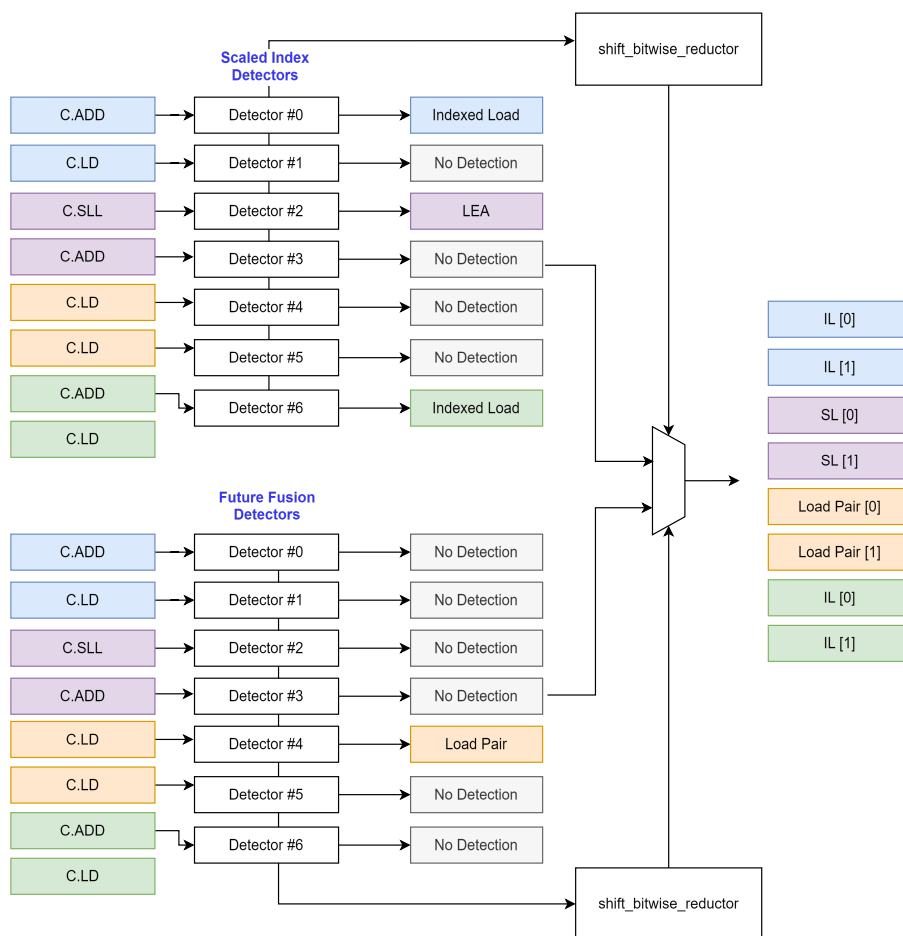 shift_bitwise_reductor
Scaled Index
Detectors
C.ADD
Detector #0
Indexed Load
C.LD
Detector #1
No Detection
C.SLL
Detector #2
LEA
C.ADD
Detector #3
No Detection
C.LD
Detector #4
No Detection
C.LD
Detector #5
No Detection
C.ADD
Detector #6
Indexed Load
C.LD
IL [0]
IL [1]
SL [0]
SL [1]
Load Pair [0]
Load Pair [1]
IL [0]
IL [1]
Future Fusion
Detectors
C.ADD
Detector #0
No Detection
C.LD
Detector #1
No Detection
C.SLL
Detector #2
No Detection
C.ADD
Detector #3
No Detection
C.LD
Detector #4
Load Pair
C.LD
Detector #5
No Detection
C.ADD
Detector #6
No Detection
C.LD
shift_bitwise_reductor